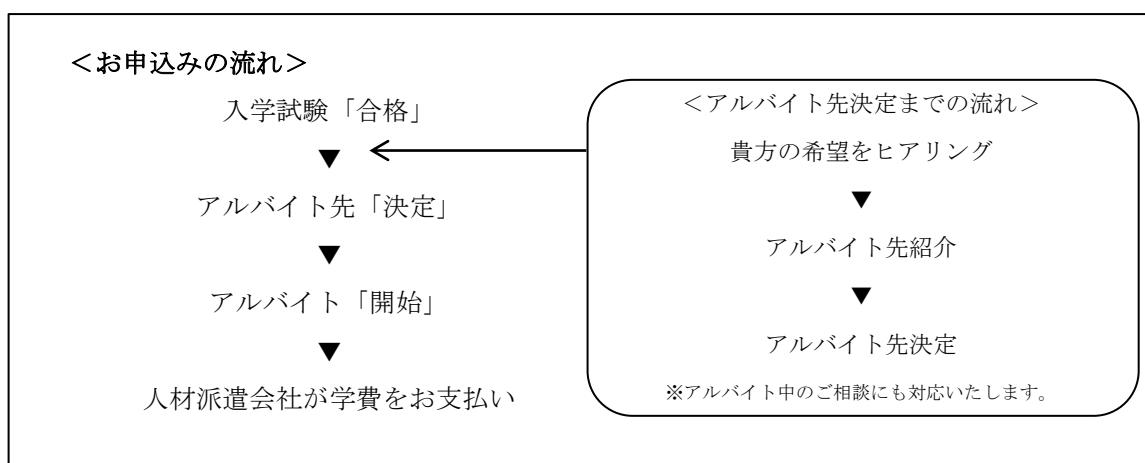 ＜お申込みの流れ＞
入学試験「合格」
▼
アルバイト先「決定」
▼
アルバイト「開始」
▼
人材派遣会社が学費をお支払い
＜アルバイト先決定までの流れ＞
貴方の希望をヒアリング
▼
アルバイト先紹介
▼
アルバイト先決定
※アルバイト中のご相談にも対応いたします。